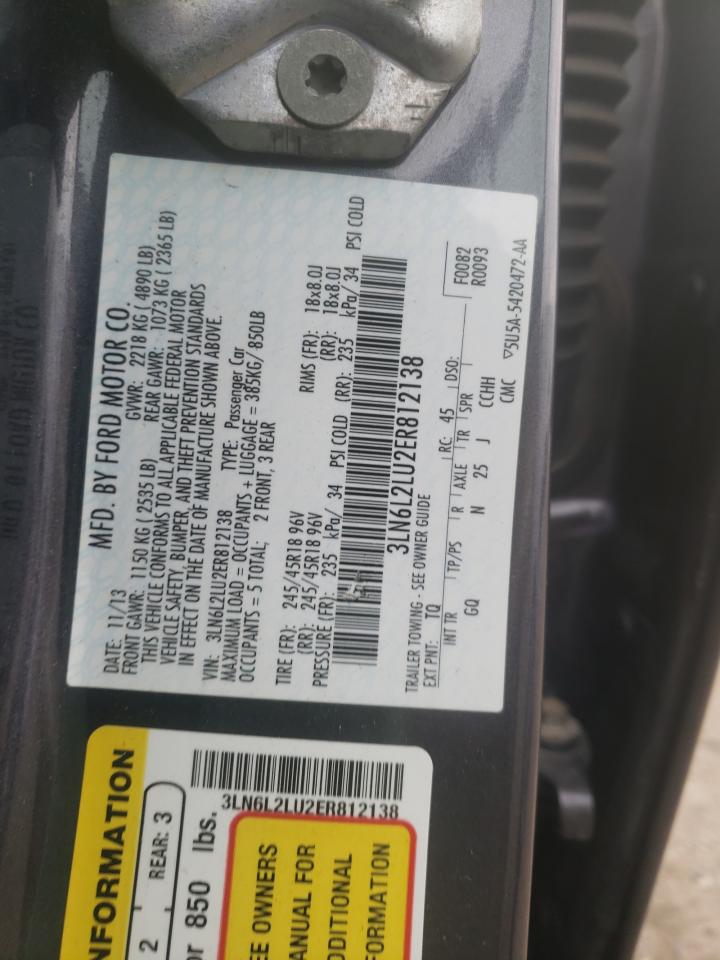 MFD. BY FORD MOTOR CO.
DATE: 11/13 GVWR: 2218 KG ( 4890 LB)
FRONT GAWR: 1150 KG ( 2535 LB) REAR GAWR: 1073 KG ( 2365 LB)
THIS VEHICLE CONFORMS TO ALL APPLICABLE FEDERAL MOTOR
VEHICLE SAFETY, BUMPER, AND THEFT PREVENTION STANDARDS
IN EFFECT ON THE DATE OF MANUFACTURE SHOWN ABOVE.
VIN: 3LN6L2LU2ER812138 TYPE: Passenger Car
MAXIMUM LOAD = OCCUPANTS + LUGGAGE = 385KG/ 850LB
OCCUPANTS = 5 TOTAL; 2 FRONT, 3 REAR
TIRE (FR): 245/45R18 96V RIMS (FR): 18x8.0J
(RR): 245/45R18 96V (RR): 18x8.0J
PRESSURE (FR): 235 kPa/ 34 PSI COLD (RR): 235 kPa/ 34 PSI COLD
3LN6L2LU2ER812138
TRAILER TOWING - SEE OWNER GUIDE
EXT PNT: TQ RC: 45 DSO: F0082
INT TR TP/PS R AXLE TR SPR R0093
GQ N 25 J CCHH
CMC ▽5U5A-5420472-AA
NFORMATION
2 REAR: 3
or 850 lbs.
3LN6L2LU2ER812138
EE OWNERS
ANUAL FOR
DDITIONAL
FORMATION